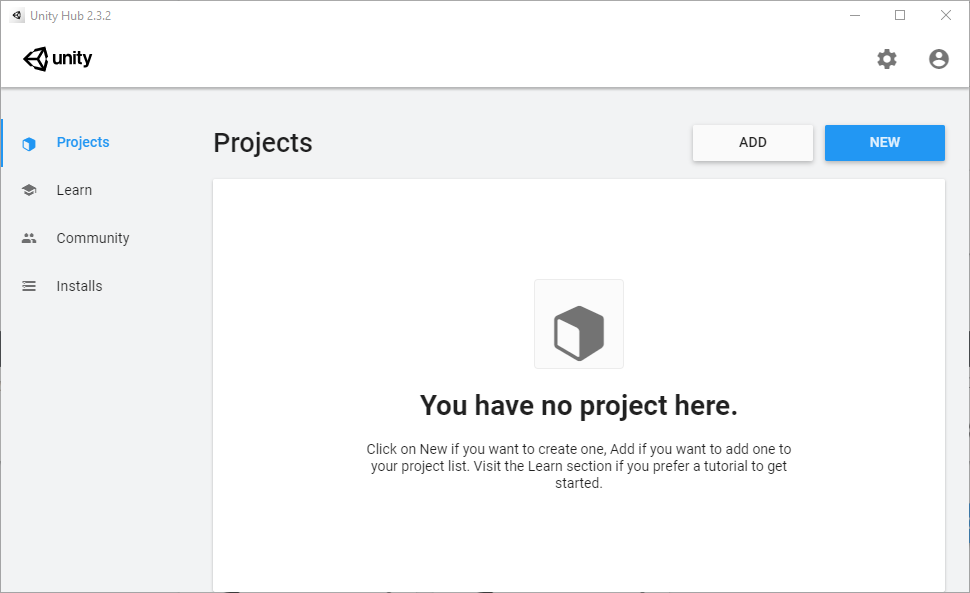 Unity Hub 2.3.2
unity
Projects
Learn
Community
Installs
Projects
ADD
NEW
You have no project here.
Click on New if you want to create one, Add if you want to add one to
your project list. Visit the Learn section if you prefer a tutorial to get
started.